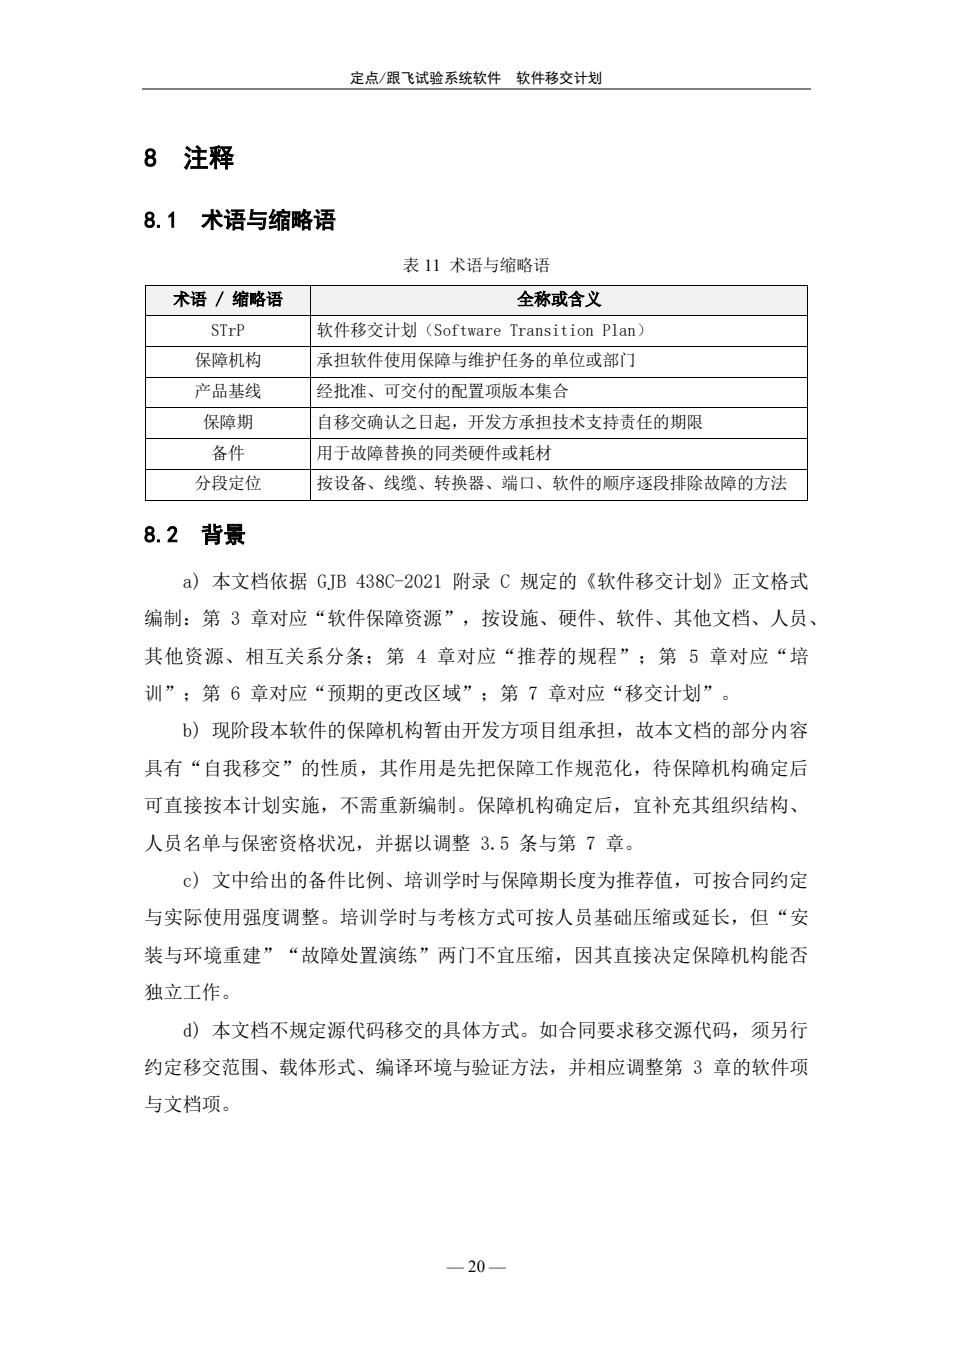 定点/跟飞试验系统软件 软件移交计划
8 注释
8.1 术语与缩略语
表 11 术语与缩略语
术语 / 缩略语 全称或含义
STrP 软件移交计划（Software Transition Plan）
保障机构 承担软件使用保障与维护任务的单位或部门
产品基线 经批准、可交付的配置项版本集合
保障期 自移交确认之日起，开发方承担技术支持责任的期限
备件 用于故障替换的同类硬件或耗材
分段定位 按设备、线缆、转换器、端口、软件的顺序逐段排除故障的方法
8.2 背景
a) 本文档依据 GJB 438C-2021 附录 C 规定的《软件移交计划》正文格式
编制：第 3 章对应“软件保障资源”，按设施、硬件、软件、其他文档、人员、
其他资源、相互关系分条；第 4 章对应“推荐的规程”；第 5 章对应“培
训”；第 6 章对应“预期的更改区域”；第 7 章对应“移交计划”。
b) 现阶段本软件的保障机构暂由开发方项目组承担，故本文档的部分内容
具有“自我移交”的性质，其作用是先把保障工作规范化，待保障机构确定后
可直接按本计划实施，不需重新编制。保障机构确定后，宜补充其组织结构、
人员名单与保密资格状况，并据以调整 3.5 条与第 7 章。
c) 文中给出的备件比例、培训学时与保障期长度为推荐值，可按合同约定
与实际使用强度调整。培训学时与考核方式可按人员基础压缩或延长，但“安
装与环境重建”“故障处置演练”两门不宜压缩，因其直接决定保障机构能否
独立工作。
d) 本文档不规定源代码移交的具体方式。如合同要求移交源代码，须另行
约定移交范围、载体形式、编译环境与验证方法，并相应调整第 3 章的软件项
与文档项。
— 20 —